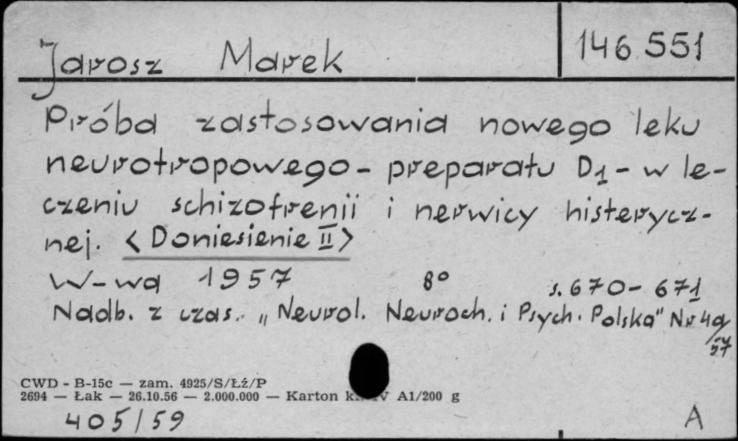 Jarosz Marek 146 551
Próba zastosowania nowego leku
neurotropowego - preparatu D1 - w le-
czeniu schizofrenii i nerwicy histerycz-
nej. <Doniesienie II>
W-wa 1957 8° s. 670-671
Nadb. z czas. „Neurol. Neuroch. i Psych. Polska" Nr 4a/57
CWD - B-15c — zam. 4925/S/Łź/P
2694 — Łak — 26.10.56 — 2.000.000 — Karton A1/200 g
405/59 A